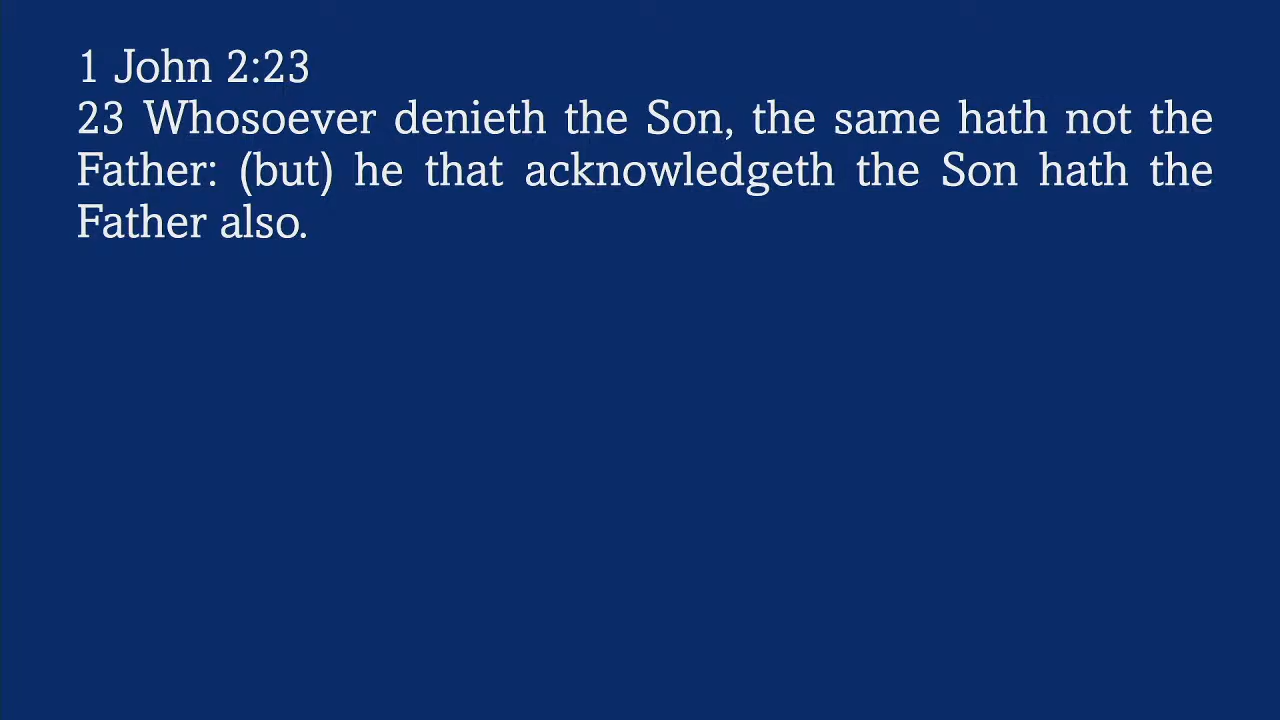 1 John 2:23
23 Whosoever denieth the Son, the same hath not the
Father: (but) he that acknowledgeth the Son hath the
Father also.